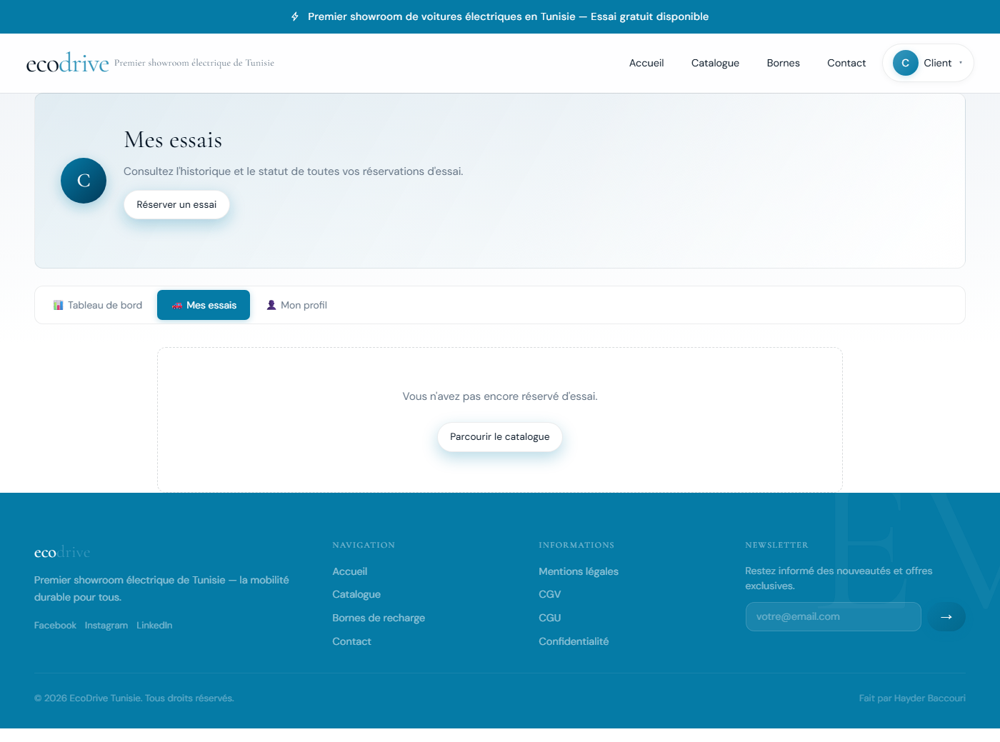 Premier showroom de voitures électriques en Tunisie — Essai gratuit disponible
ecodrive Premier showroom électrique de Tunisie
Accueil Catalogue Bornes Contact C Client
C
Mes essais
Consultez l'historique et le statut de toutes vos réservations d'essai.
Réserver un essai
Tableau de bord Mes essais Mon profil
Vous n'avez pas encore réservé d'essai.
Parcourir le catalogue
EV
ecodrive
Premier showroom électrique de Tunisie — la mobilité
durable pour tous.
Facebook Instagram LinkedIn
NAVIGATION
Accueil
Catalogue
Bornes de recharge
Contact
INFORMATIONS
Mentions légales
CGV
CGU
Confidentialité
NEWSLETTER
Restez informé des nouveautés et offres
exclusives.
votre@email.com →
© 2026 EcoDrive Tunisie. Tous droits réservés.
Fait par Hayder Baccouri